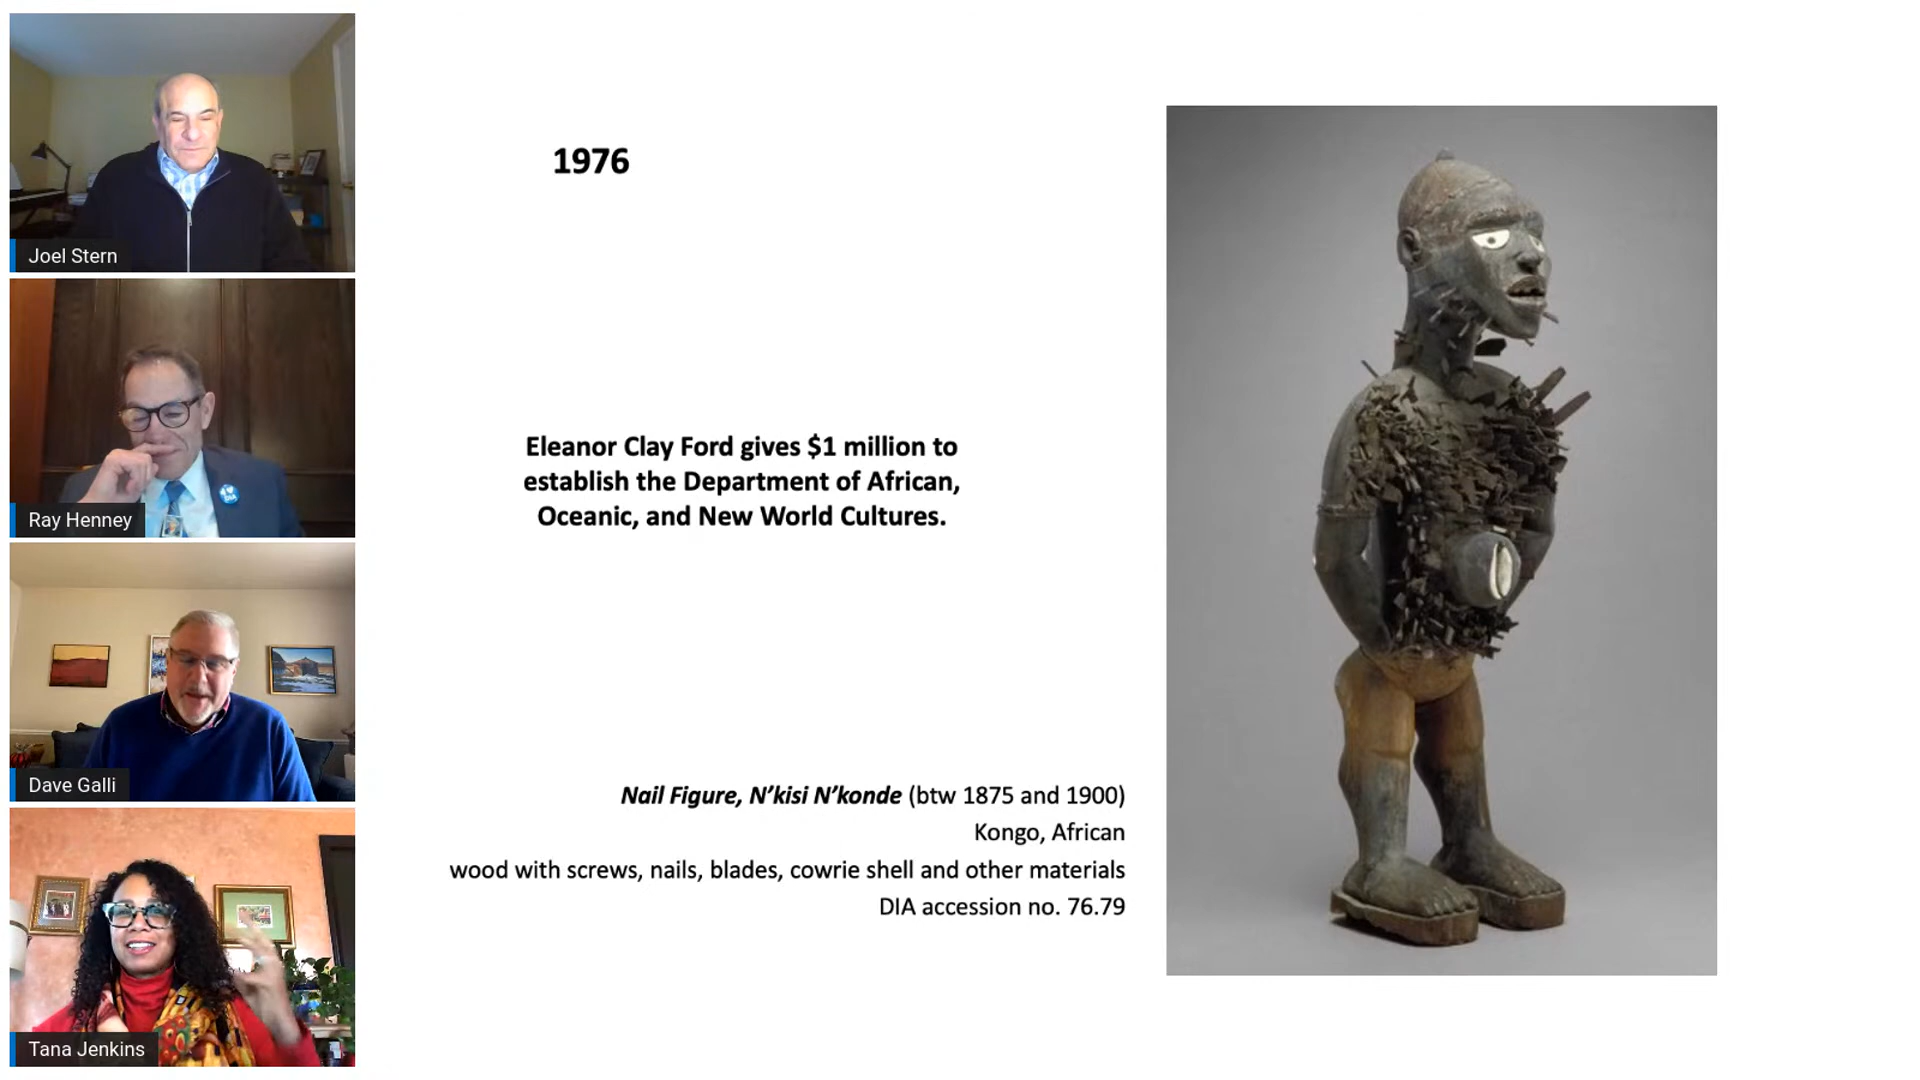 Joel Stern
Ray Henney
Dave Galli
Tana Jenkins
1976
Eleanor Clay Ford gives $1 million to
establish the Department of African,
Oceanic, and New World Cultures.
Nail Figure, N’kisi N’konde (btw 1875 and 1900)
Kongo, African
wood with screws, nails, blades, cowrie shell and other materials
DIA accession no. 76.79